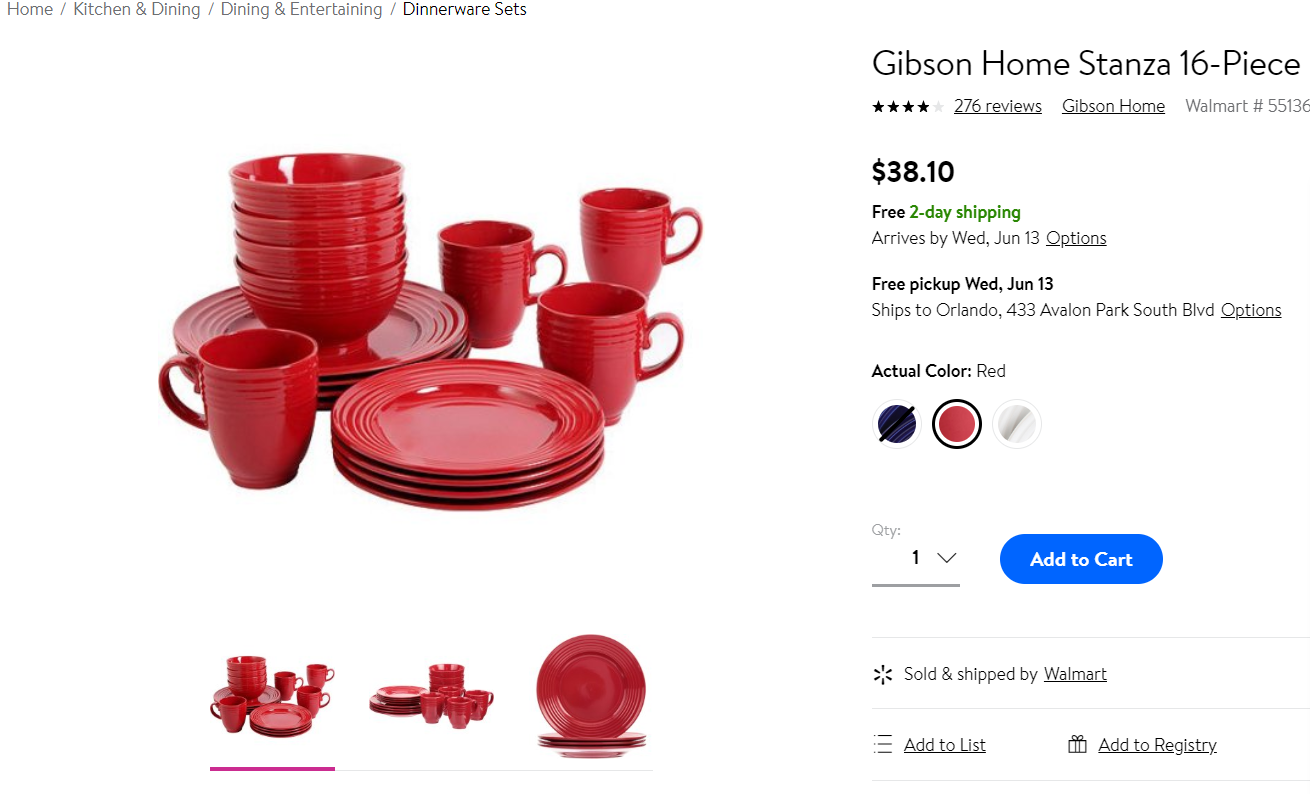 Home / Kitchen & Dining / Dining & Entertaining / Dinnerware Sets
Gibson Home Stanza 16-Piece
276 reviews Gibson Home Walmart # 55136
$38.10
Free 2-day shipping
Arrives by Wed, Jun 13 Options
Free pickup Wed, Jun 13
Ships to Orlando, 433 Avalon Park South Blvd Options
Actual Color: Red
Qty:
1
Add to Cart
Sold & shipped by Walmart
Add to List
Add to Registry